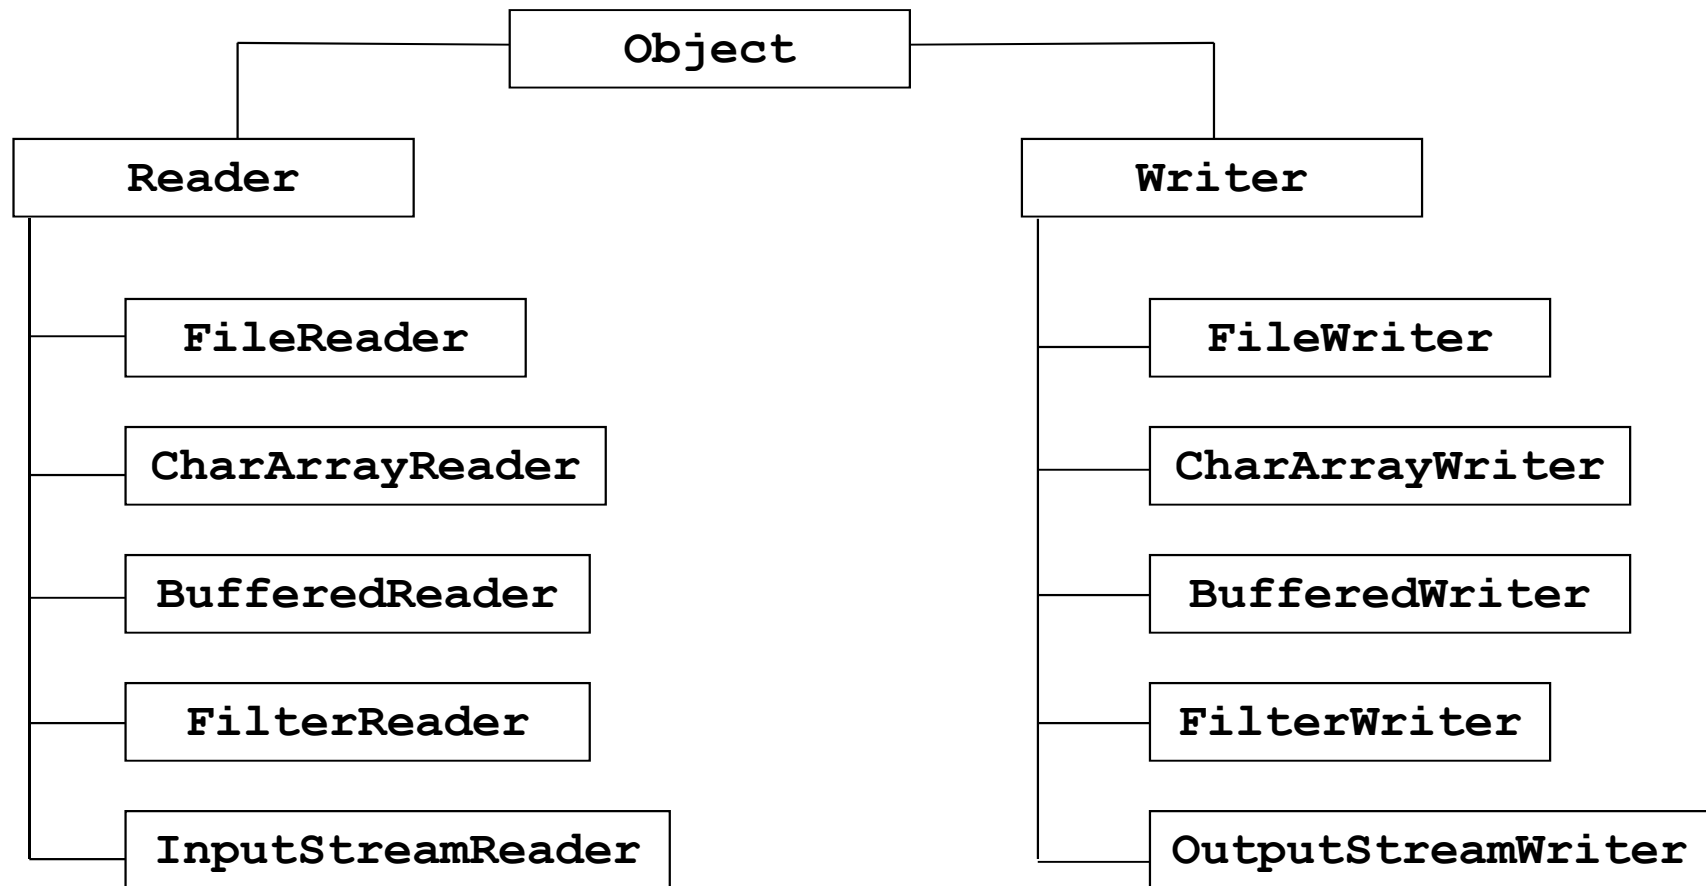 Object
Reader
Writer
FileReader
FileWriter
CharArrayReader
CharArrayWriter
BufferedReader
BufferedWriter
FilterReader
FilterWriter
InputStreamReader
OutputStreamWriter